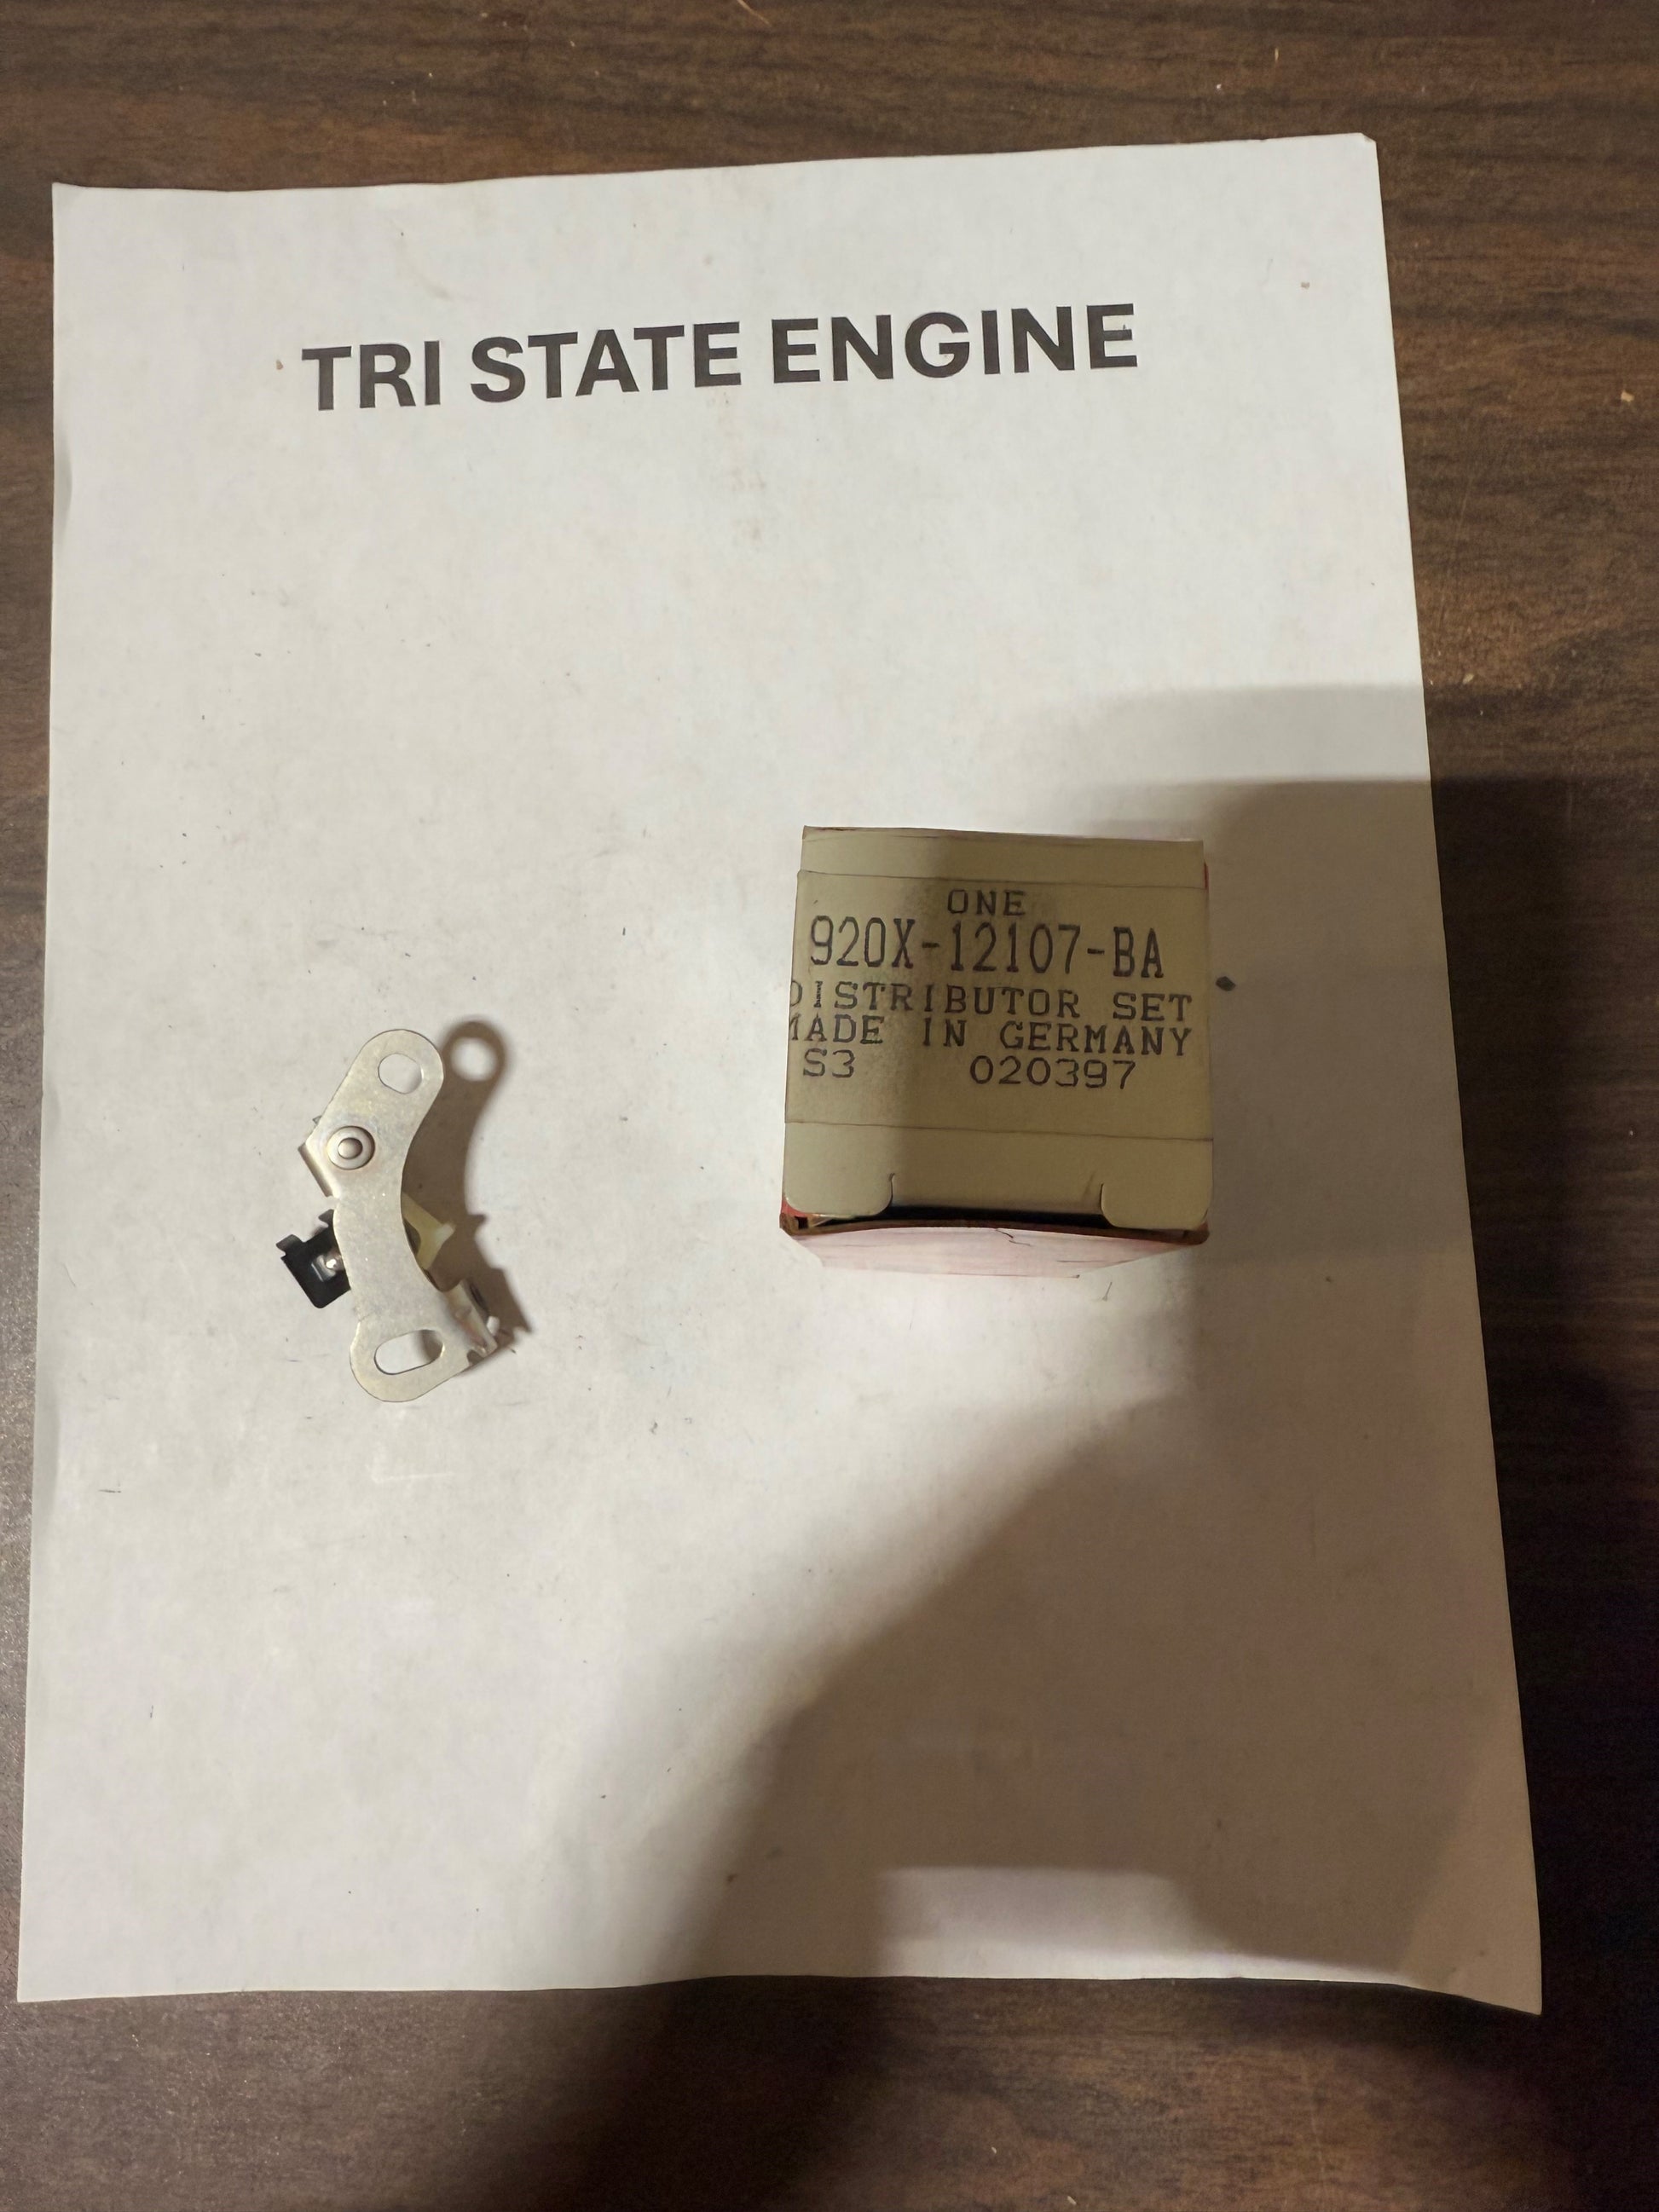 TRI STATE ENGINE
ONE
920X-12107-BA
DISTRIBUTOR SET
MADE IN GERMANY
S3 020397